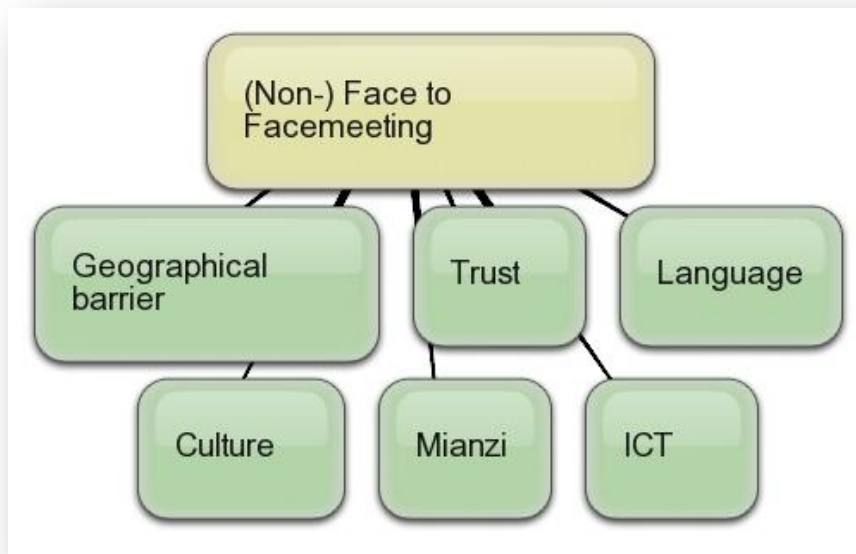 (Non-) Face to
Facemeeting
Geographical
barrier
Trust
Language
Culture
Mianzi
ICT